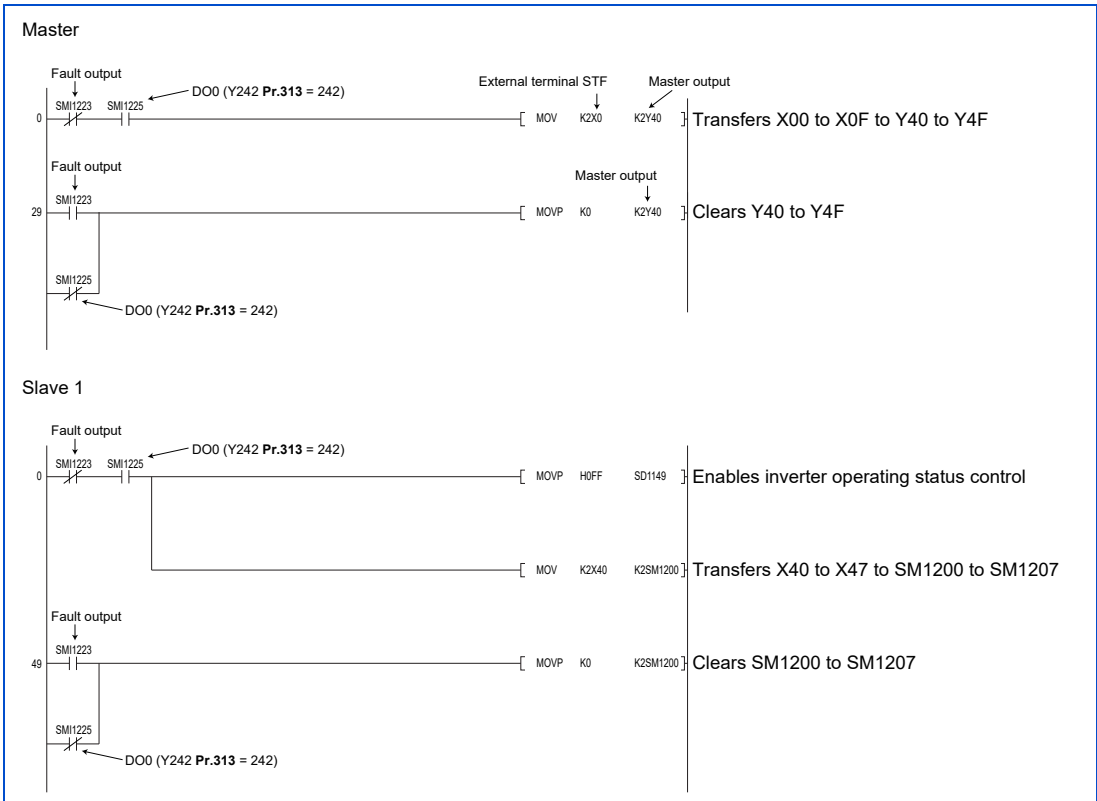 Master
Fault output
DO0 (Y242 Pr.313 = 242)
External terminal STF
Master output
SMI1223
SMI1225
0
MOV K2X0 K2Y40
Transfers X00 to X0F to Y40 to Y4F
Fault output
Master output
SMI1223
29
MOVP K0 K2Y40
Clears Y40 to Y4F
SMI1225
DO0 (Y242 Pr.313 = 242)
Slave 1
Fault output
DO0 (Y242 Pr.313 = 242)
SMI1223
SMI1225
0
MOVP H0FF SD1149
Enables inverter operating status control
MOV K2X40 K2SM1200
Transfers X40 to X47 to SM1200 to SM1207
Fault output
SMI1223
49
MOVP K0 K2SM1200
Clears SM1200 to SM1207
SMI1225
DO0 (Y242 Pr.313 = 242)